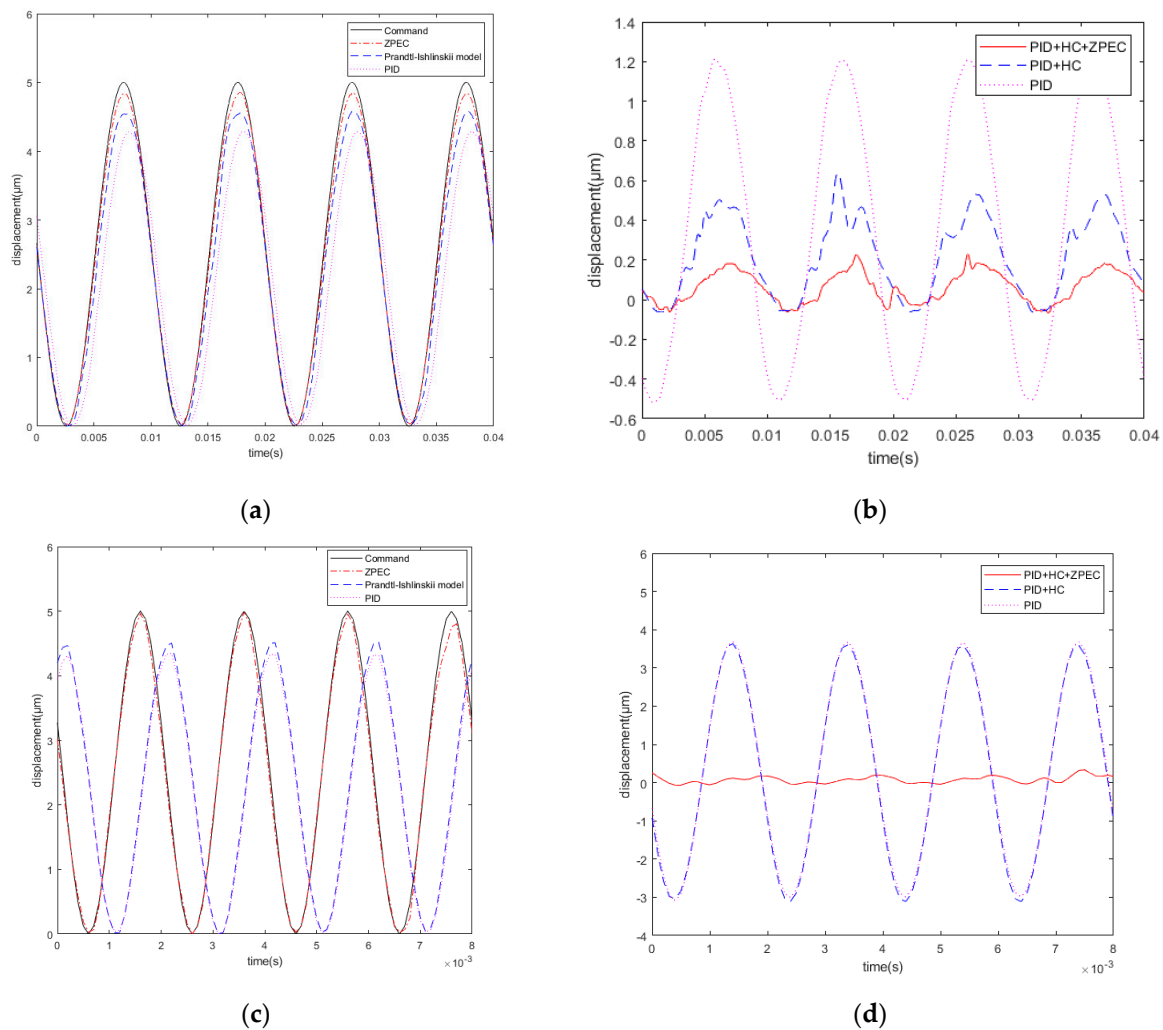 6
5
4
3
2
1
0
displacement(µm)
Command
ZPEC
Prandtl-Ishlinskii model
PID
0 0.005 0.01 0.015 0.02 0.025 0.03 0.035 0.04
time(s)
(a)
1.4
1.2
1
0.8
0.6
0.4
0.2
0
-0.2
-0.4
-0.6
displacement(µm)
PID+HC+ZPEC
PID+HC
PID
0 0.005 0.01 0.015 0.02 0.025 0.03 0.035 0.04
time(s)
(b)
6
5
4
3
2
1
0
displacement(µm)
Command
ZPEC
Prandtl-Ishlinskii model
PID
0 1 2 3 4 5 6 7 8
time(s)
×10⁻³
(c)
6
5
4
3
2
1
0
-1
-2
-3
-4
displacement(µm)
PID+HC+ZPEC
PID+HC
PID
0 1 2 3 4 5 6 7 8
time(s)
×10⁻³
(d)